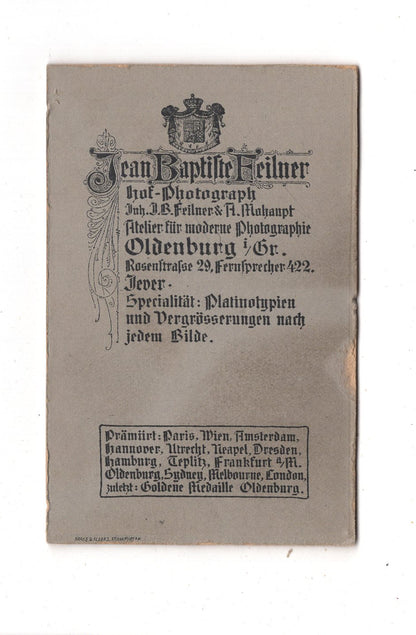 Jean Baptiste Feilner
Hof-Photograph
Inh. J.B. Feilner & A. Mohaupt
Atelier für moderne Photographie
Oldenburg i/Gr.
Rosenstrasse 29, Fernsprecher 422.
Jever.
Specialität: Platinotypien
und Vergrösserungen nach
jedem Bilde.
Prämiirt: Paris, Wien, Amsterdam,
Hannover, Utrecht, Neapel, Dresden,
Hamburg, Teplitz, Frankfurt a/M.
Oldenburg, Sydney, Melbourne, London,
zuletzt: Goldene Medaille Oldenburg.